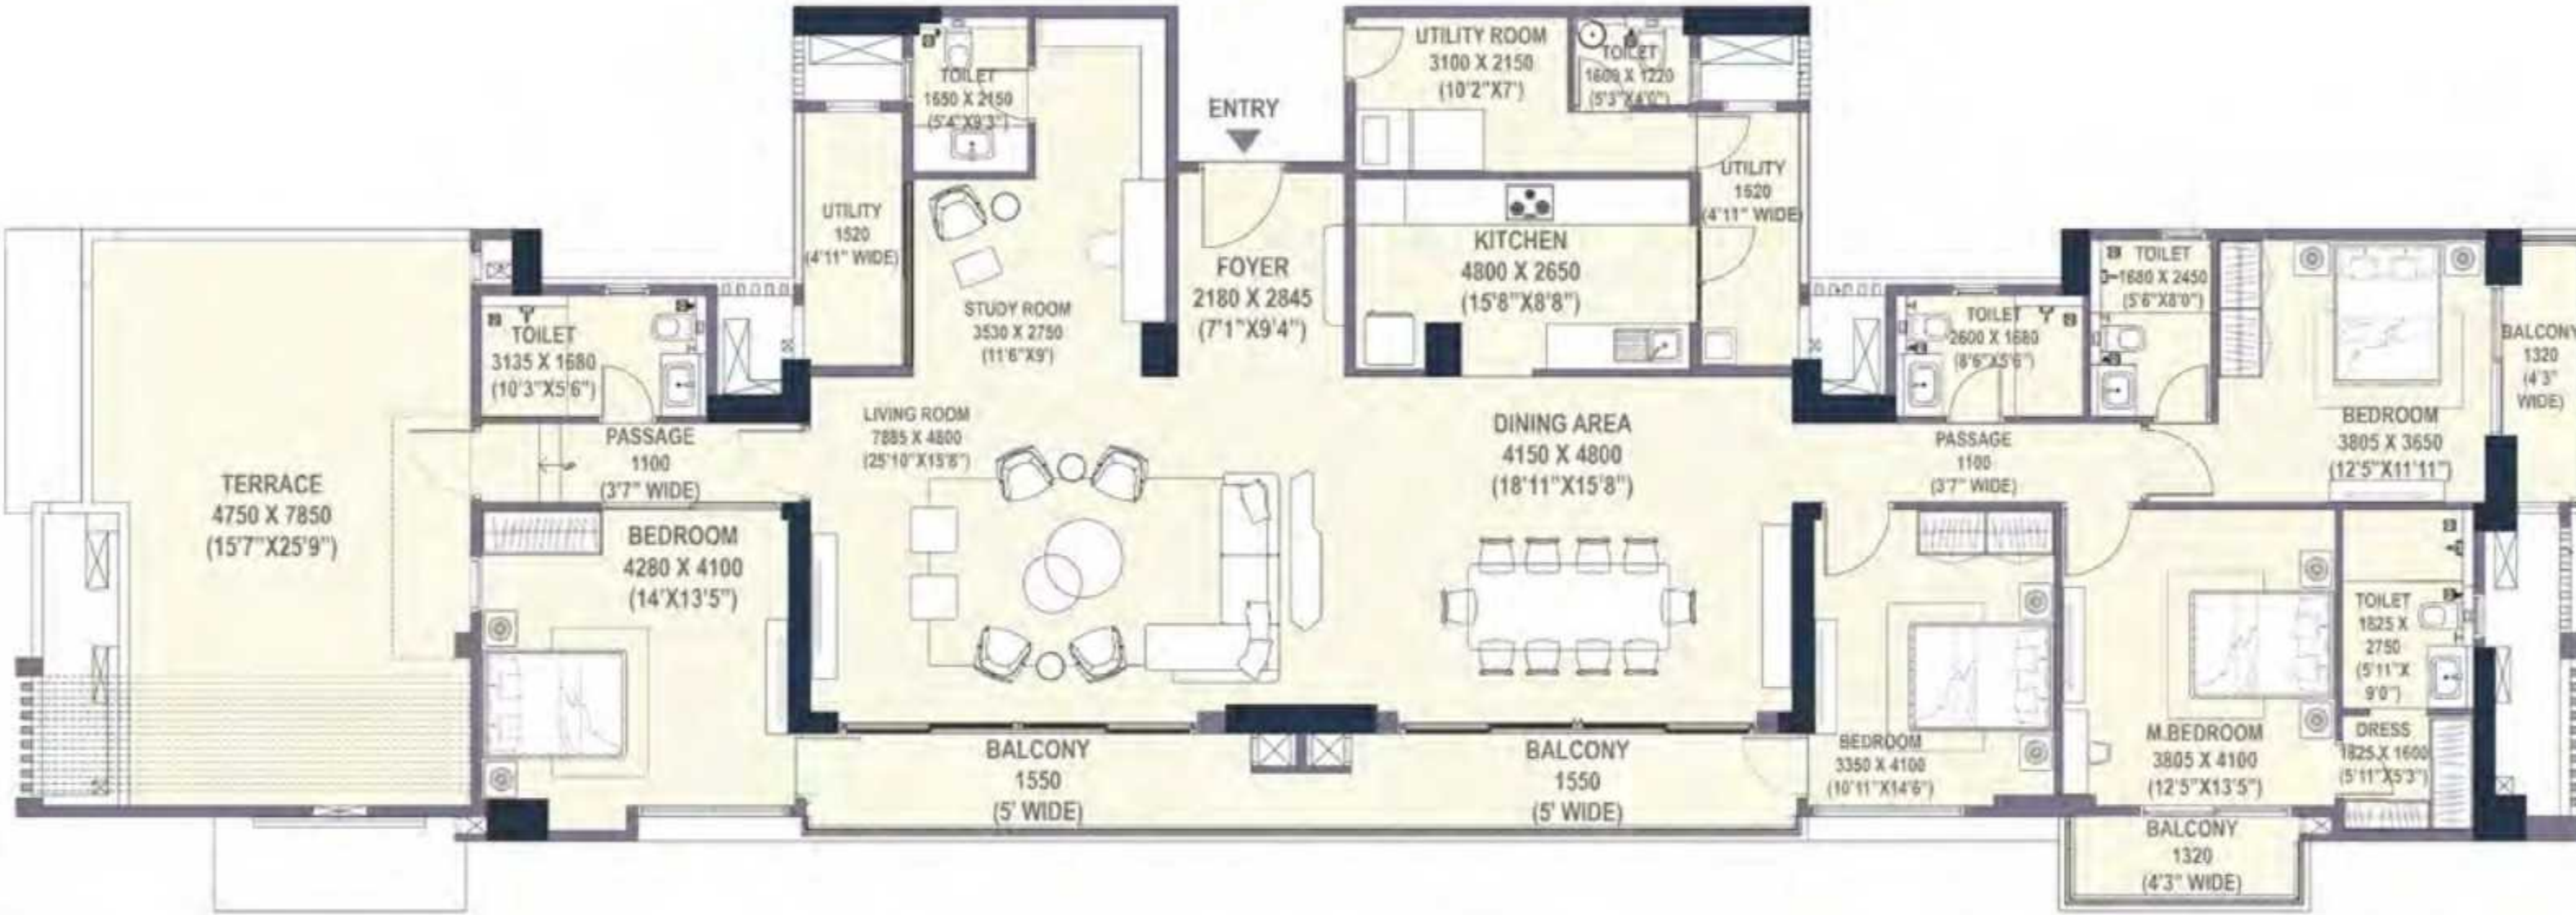 TERRACE
4750 X 7850
(15'7"X25'9")
TOILET
3135 X 1680
(10'3"X5'6")
PASSAGE
1100
(3'7" WIDE)
BEDROOM
4280 X 4100
(14'X13'5")
UTILITY
1520
(4'11" WIDE)
TOILET
1650 X 2150
(5'4"X9'3")
STUDY ROOM
3530 X 2750
(11'6"X9')
ENTRY
FOYER
2180 X 2845
(7'1"X9'4")
LIVING ROOM
7885 X 4800
(25'10"X15'8")
BALCONY
1550
(5' WIDE)
UTILITY ROOM
3100 X 2150
(10'2"X7')
TOILET
1600 X 1220
(5'3"X4'0")
UTILITY
1520
(4'11" WIDE)
KITCHEN
4800 X 2650
(15'8"X8'8")
DINING AREA
4150 X 4800
(18'11"X15'8")
BALCONY
1550
(5' WIDE)
TOILET
2600 X 1680
(8'6"X5'6")
TOILET
1680 X 2450
(5'6"X8'0")
PASSAGE
1100
(3'7" WIDE)
BEDROOM
3805 X 3650
(12'5"X11'11")
BALCONY
1320
(4'3"
WIDE)
BEDROOM
3350 X 4100
(10'11"X14'6")
M.BEDROOM
3805 X 4100
(12'5"X13'5")
TOILET
1825 X
2750
(5'11"X
9'0")
DRESS
1825 X 1600
(5'11"X5'3")
BALCONY
1320
(4'3" WIDE)